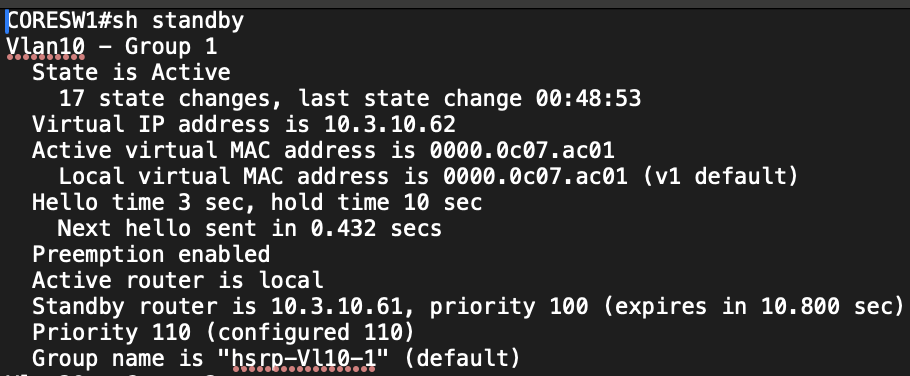 CORESW1#sh standby
Vlan10 - Group 1
State is Active
17 state changes, last state change 00:48:53
Virtual IP address is 10.3.10.62
Active virtual MAC address is 0000.0c07.ac01
Local virtual MAC address is 0000.0c07.ac01 (v1 default)
Hello time 3 sec, hold time 10 sec
Next hello sent in 0.432 secs
Preemption enabled
Active router is local
Standby router is 10.3.10.61, priority 100 (expires in 10.800 sec)
Priority 110 (configured 110)
Group name is "hsrp-Vl10-1" (default)